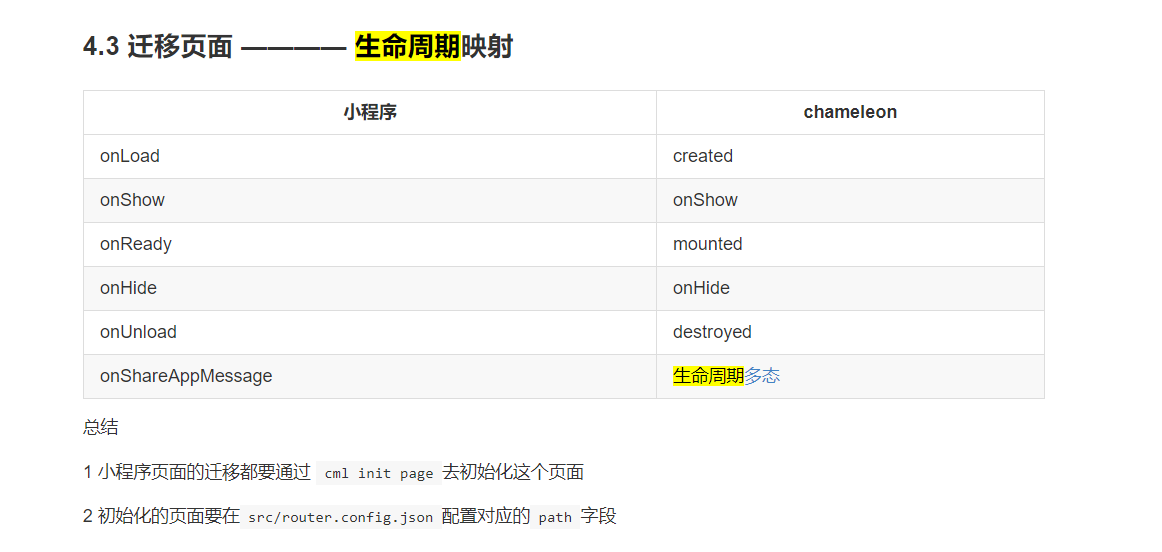 4.3 迁移页面 ———— 生命周期映射
小程序 chameleon
onLoad created
onShow onShow
onReady mounted
onHide onHide
onUnload destroyed
onShareAppMessage 生命周期多态
总结
1 小程序页面的迁移都要通过 cml init page 去初始化这个页面
2 初始化的页面要在 src/router.config.json 配置对应的 path 字段